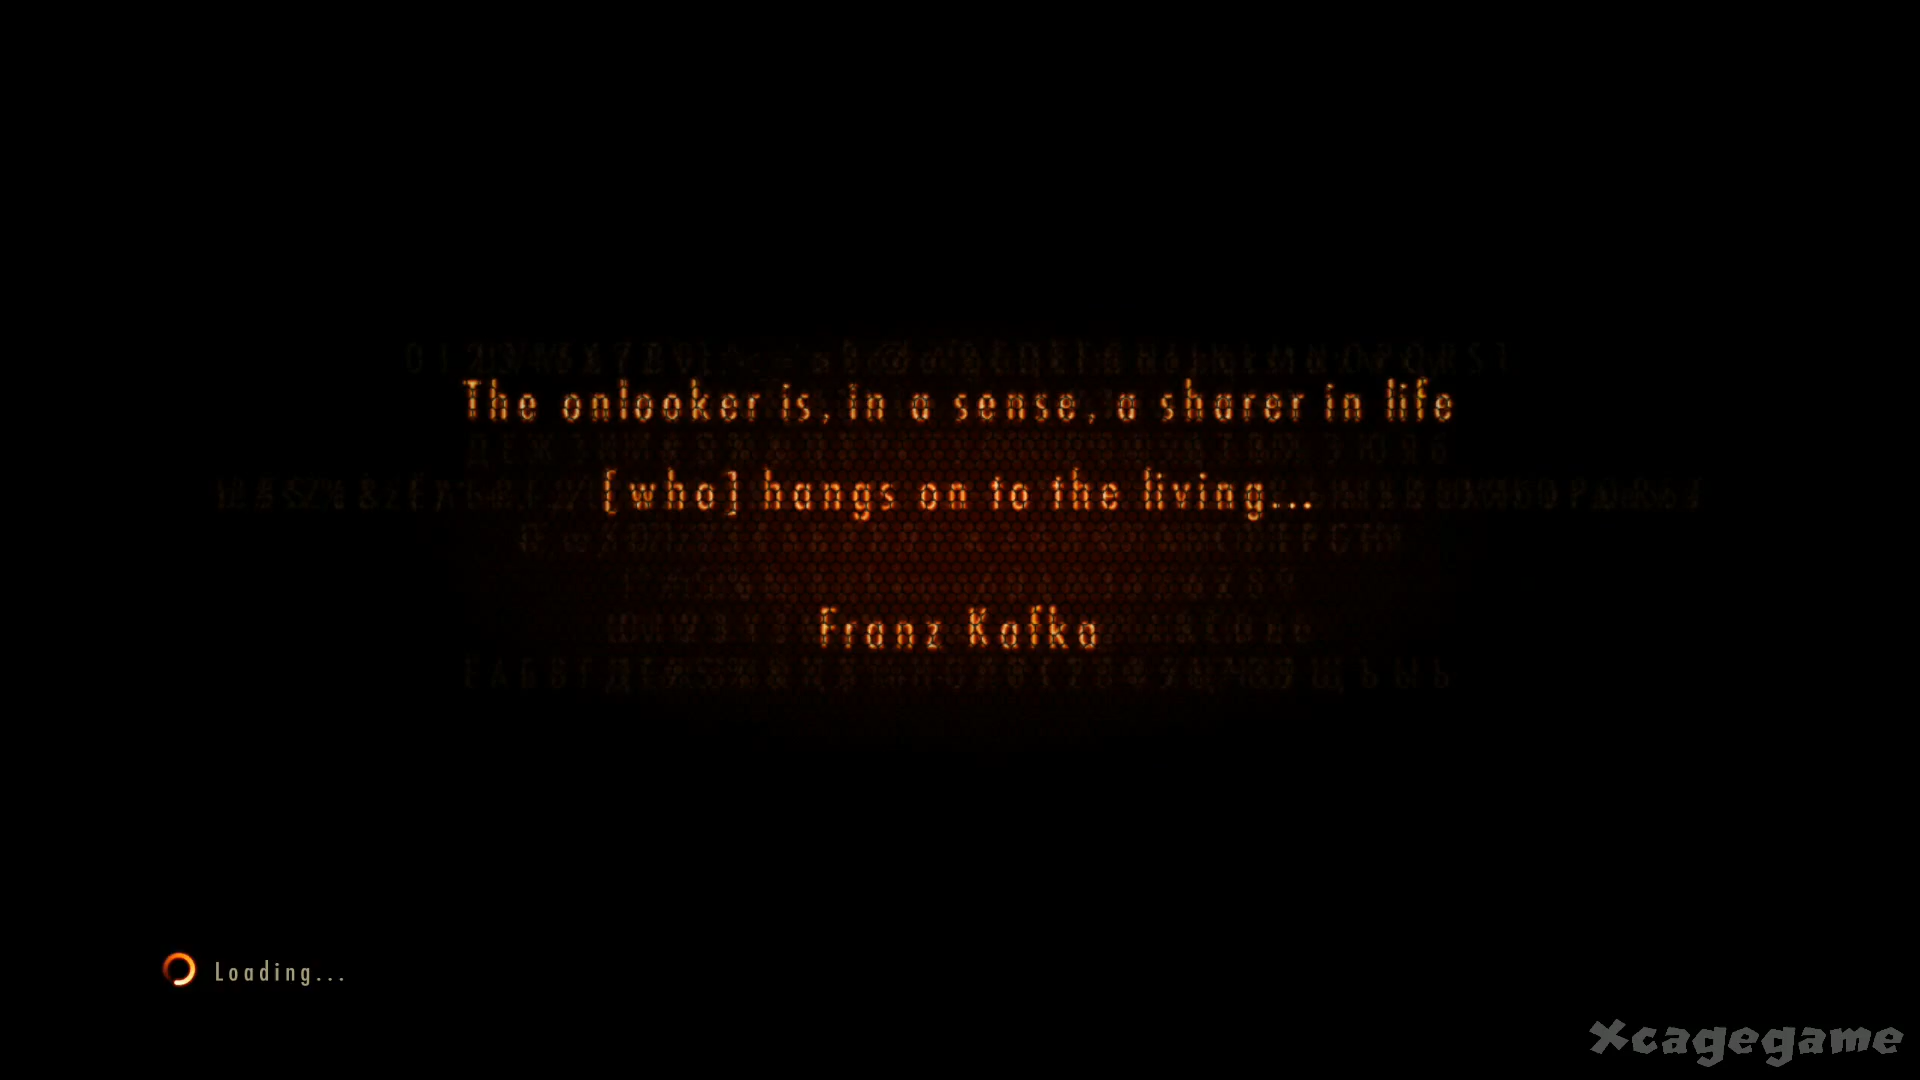 The onlooker is, in a sense, a sharer in life
[who] hangs on to the living...
Franz Kafka
Loading...
Xcagegame